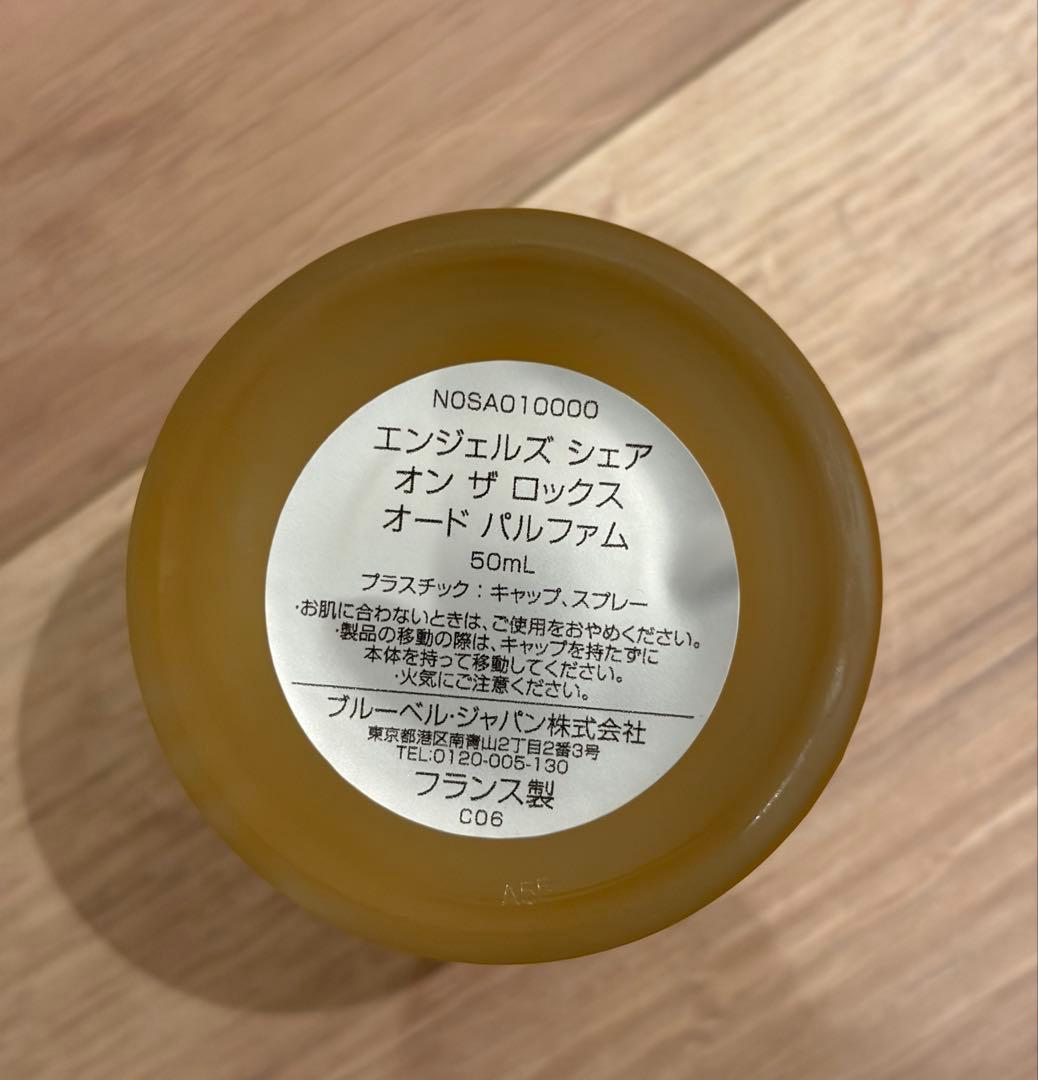 N0SA010000
エンジェルズ シェア
オン ザ ロックス
オード パルファム
50mL
プラスチック：キャップ、スプレー
·お肌に合わないときは、ご使用をおやめください。
·製品の移動の際は、キャップを持たずに
本体を持って移動してください。
·火気にご注意ください。
ブルーベル·ジャパン株式会社
東京都港区南青山2丁目2番3号
TEL:0120-005-130
フランス製
C06